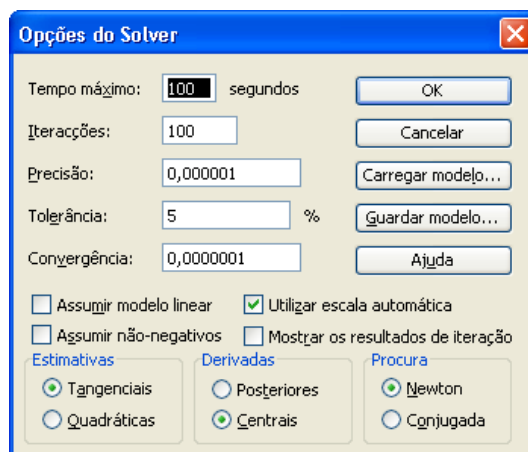 Opções do Solver
Tempo máximo: 100 segundos OK
Iteracções: 100 Cancelar
Precisão: 0,000001 Carregar modelo...
Tolerância: 5 % Guardar modelo...
Convergência: 0,0000001 Ajuda
Assumir modelo linear Utilizar escala automática
Assumir não-negativos Mostrar os resultados de iteração
Estimativas Derivadas Procura
Tangenciais Posteriores Newton
Quadráticas Centrais Conjugada